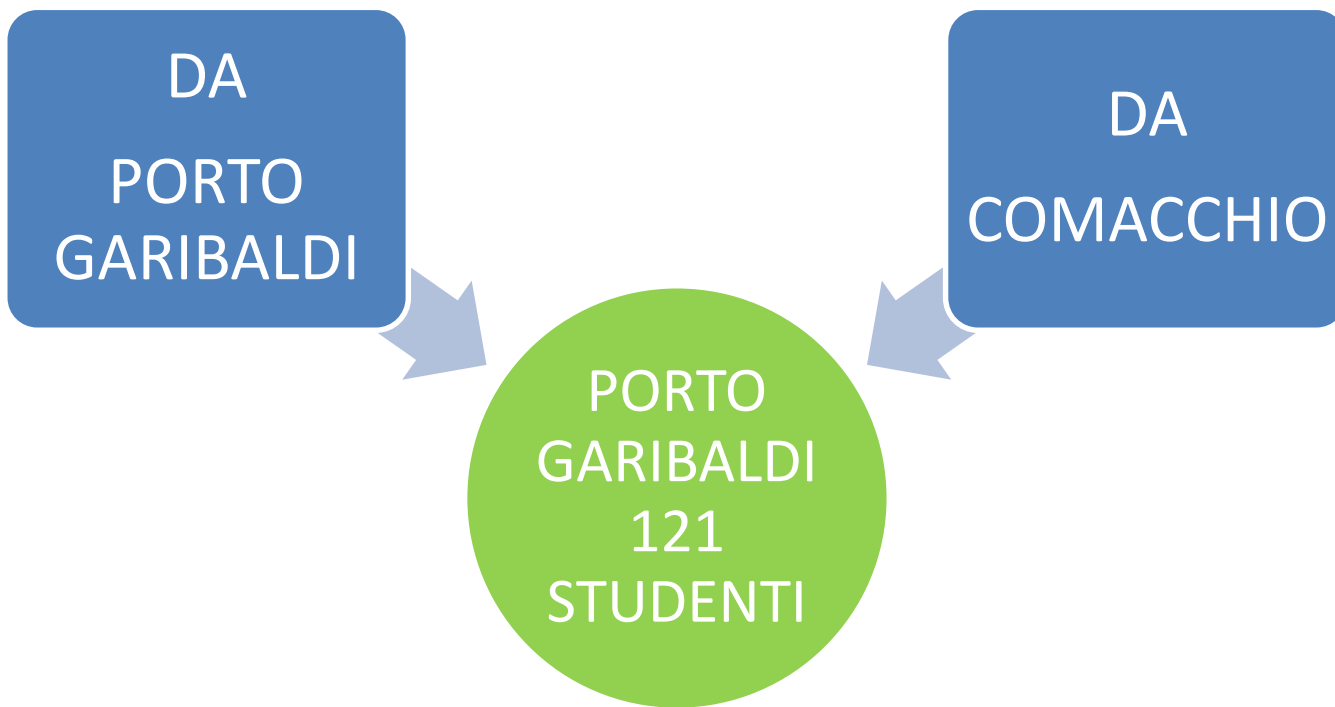 DA
PORTO
GARIBALDI
DA
COMACCHIO
PORTO
GARIBALDI
121
STUDENTI